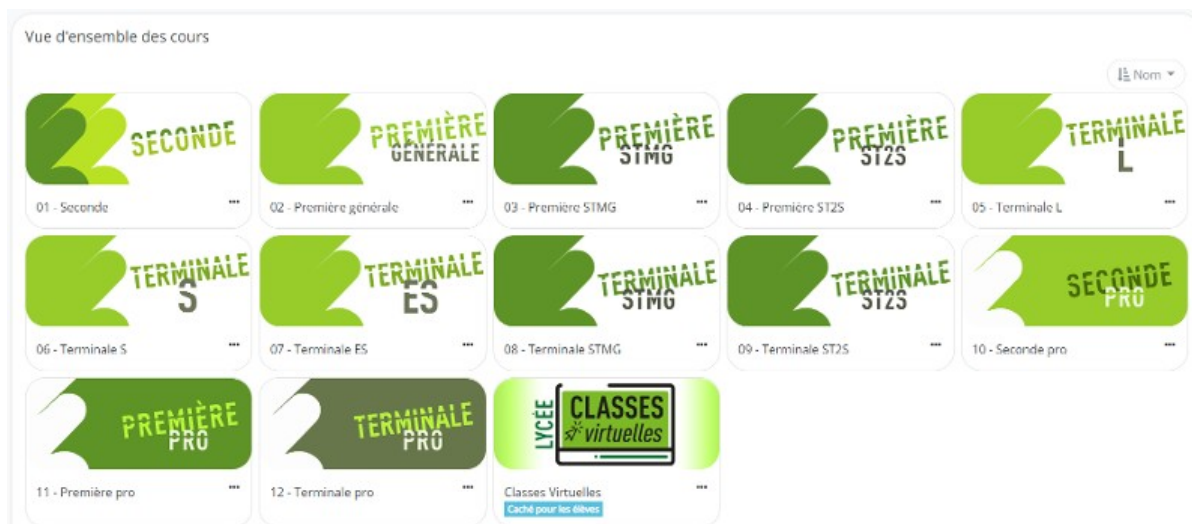 Vue d'ensemble des cours
Nom
SECONDE
PREMIÈRE
GÉNÉRALE
PREMIÈRE
STMG
PREMIÈRE
ST2S
TERMINALE
L
01 - Seconde
02 - Première générale
03 - Première STMG
04 - Première ST2S
05 - Terminale L
TERMINALE
S
TERMINALE
ES
TERMINALE
STMG
TERMINALE
ST2S
SECONDE
PRO
06 - Terminale S
07 - Terminale ES
08 - Terminale STMG
09 - Terminale ST2S
10 - Seconde pro
PREMIÈRE
PRO
TERMINALE
PRO
LYCÉE
CLASSES
virtuelles
11 - Première pro
12 - Terminale pro
Classes Virtuelles
Caché pour les élèves